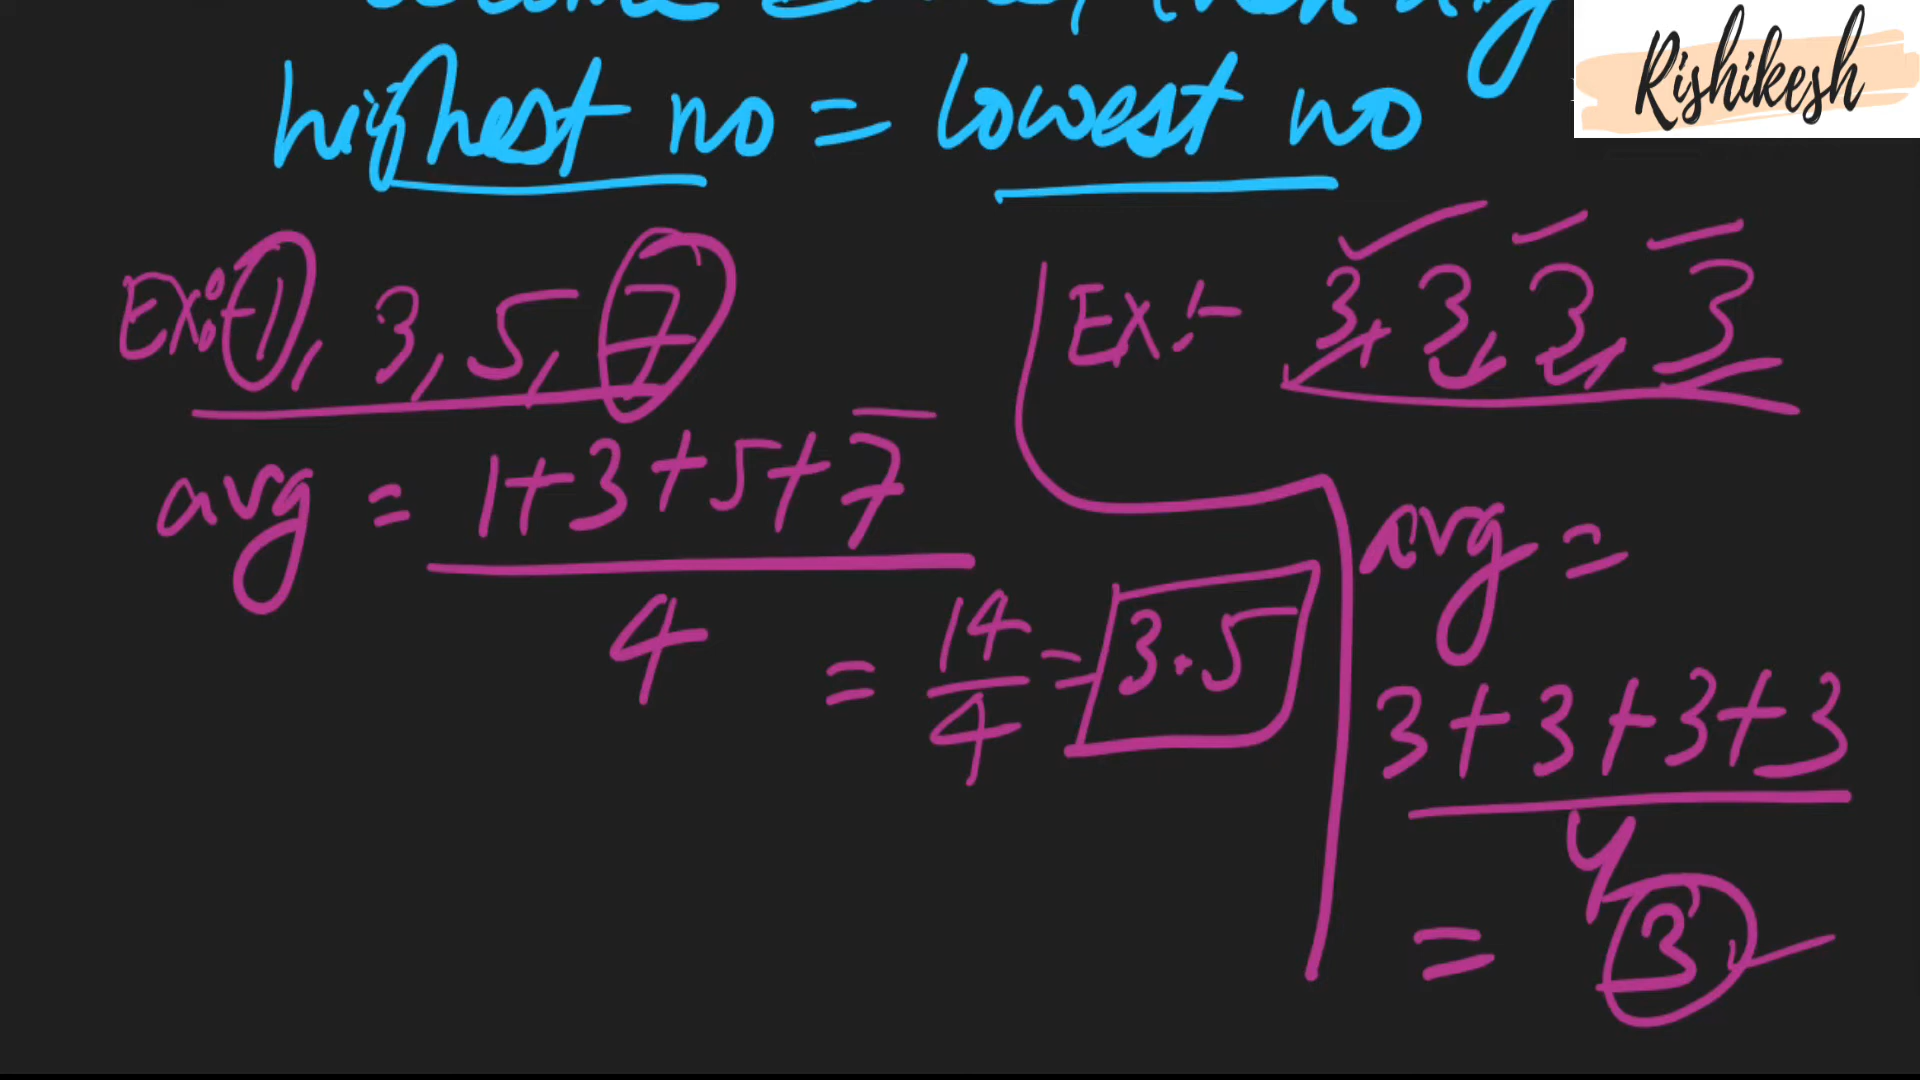 Rishikesh
highest no = lowest no
EX:- 1, 3, 5, 7
avg = 1+3+5+7
4
= 14/4 = 3.5
EX:- 3, 3, 3, 3
avg =
3+3+3+3
4
= 3